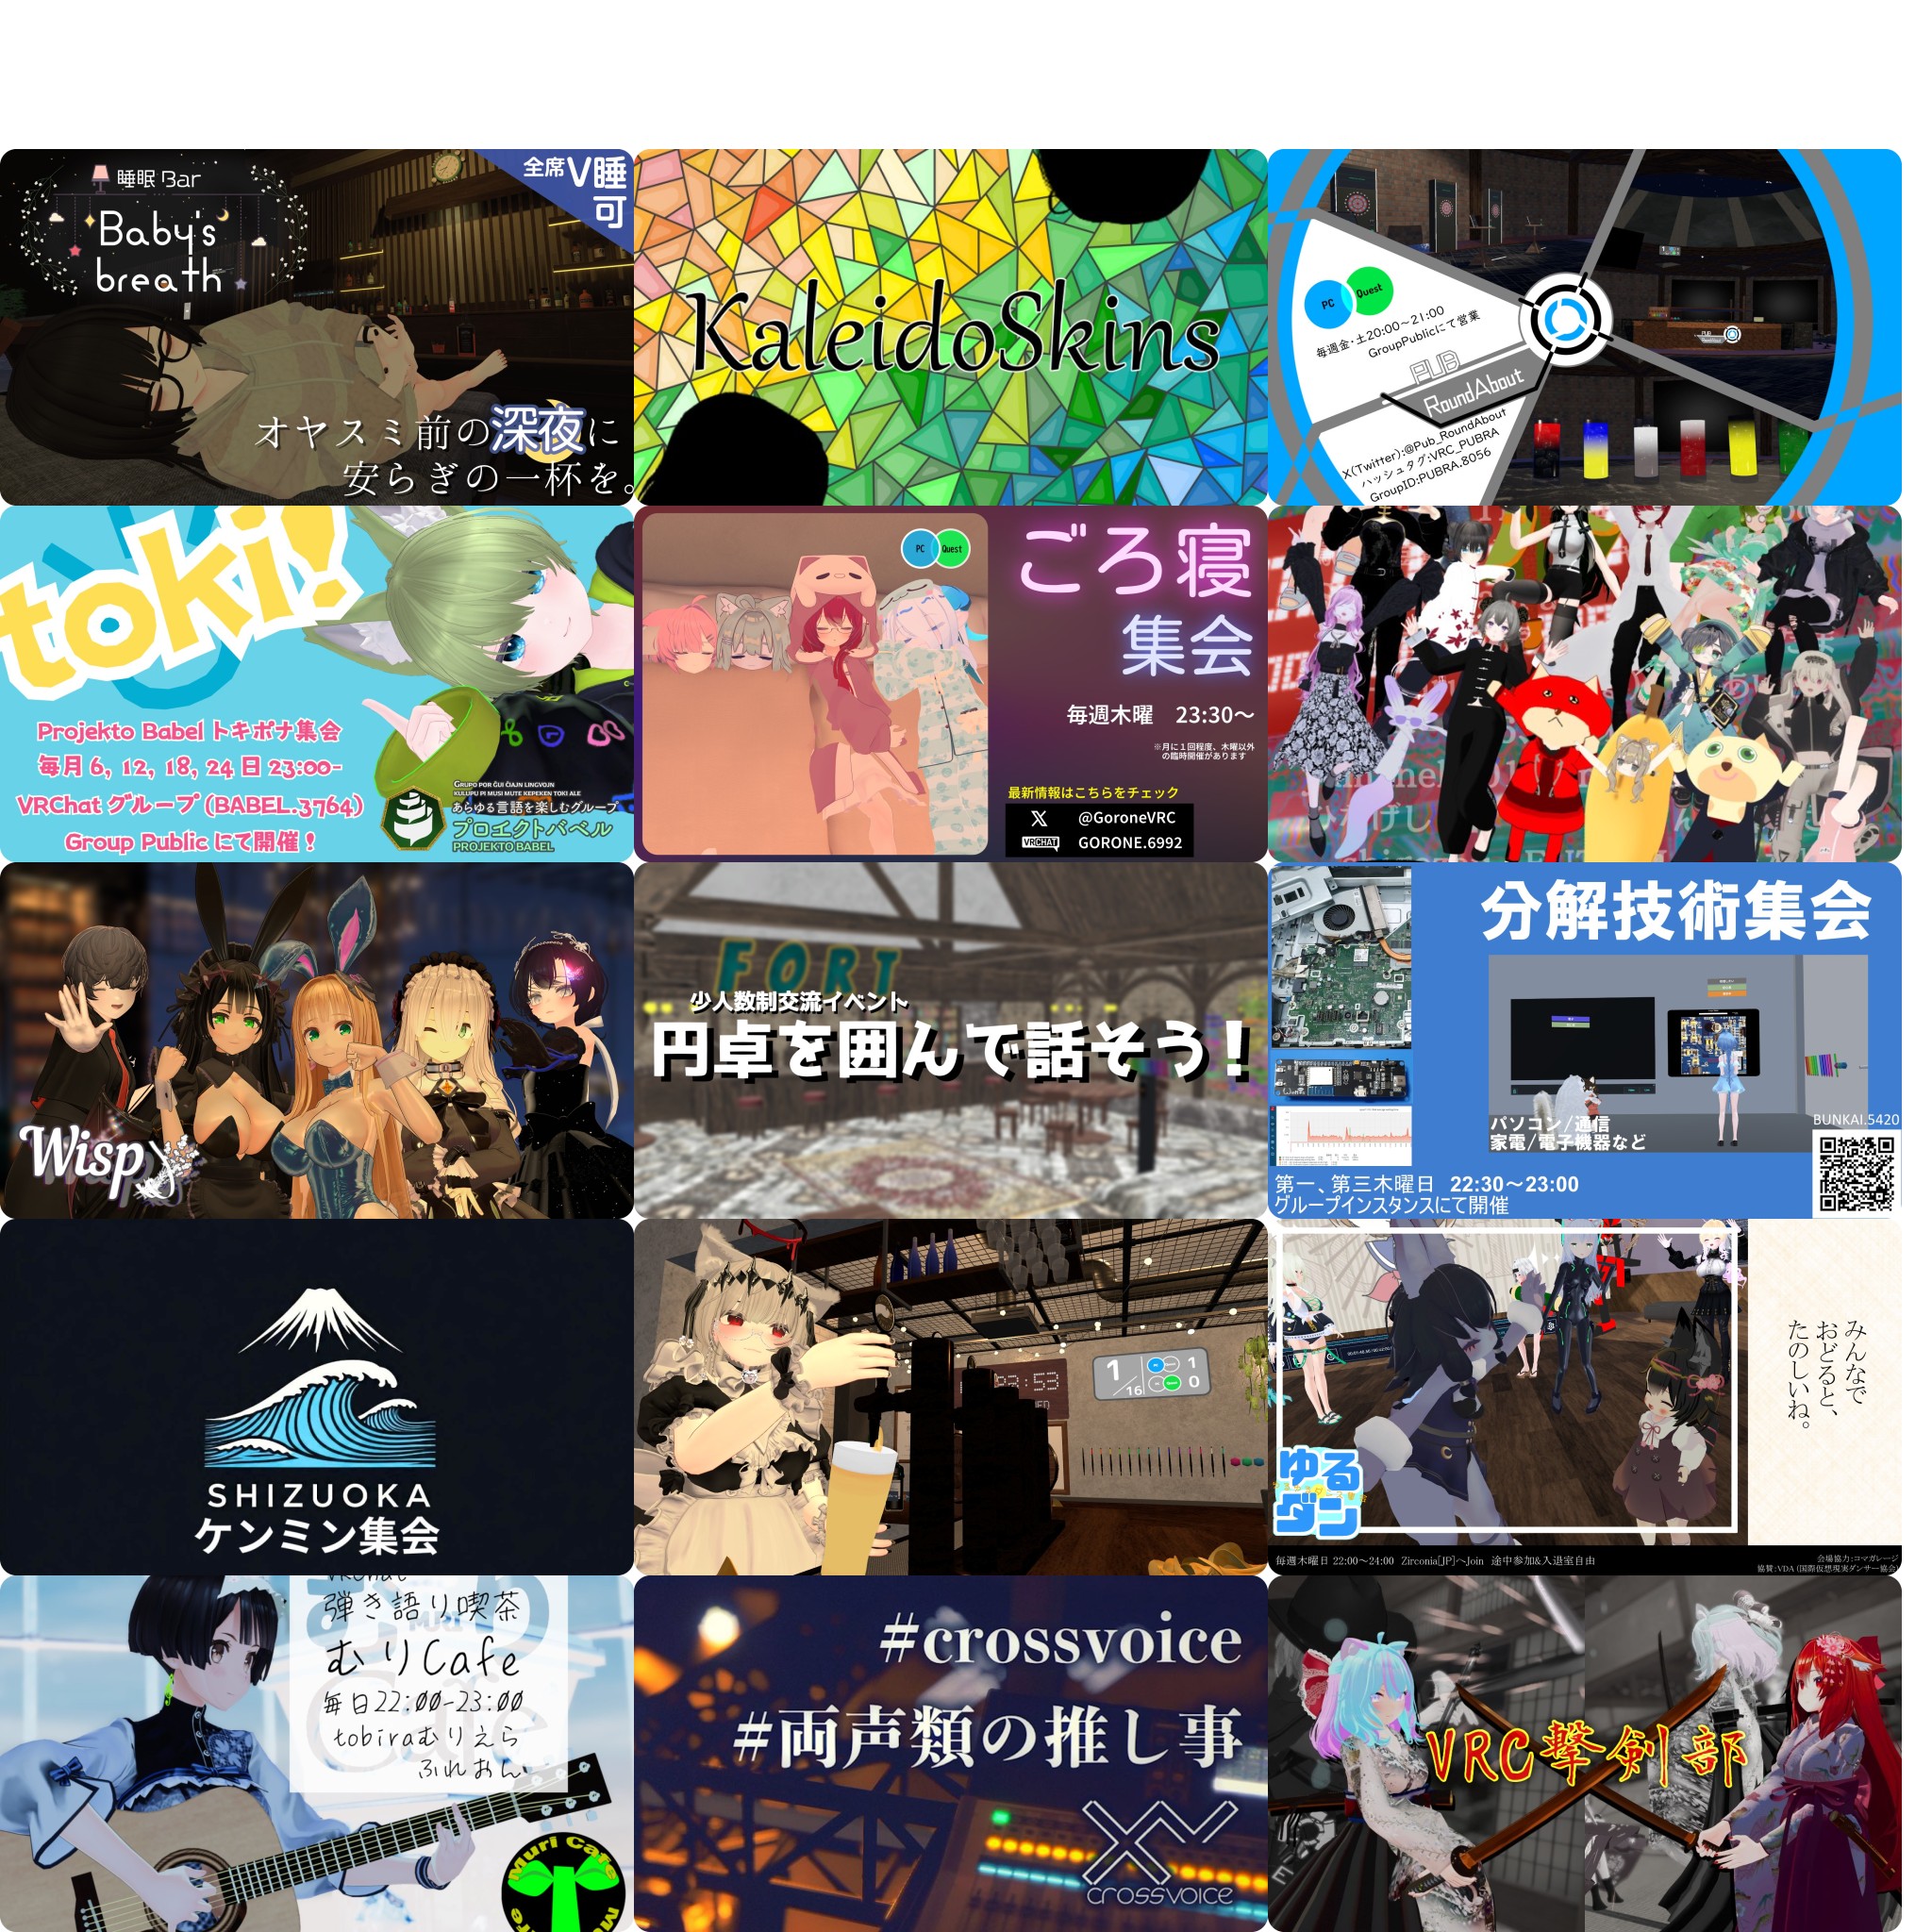 睡眠 Bar
Baby's
breath
全席V睡
可
オヤスミ前の深夜に
安らぎの一杯を。
KaleidoSkins
PC
Quest
毎週金・土20:00~21:00
GroupPublicにて営業
PUB
RoundAbout
X(Twitter):@Pub_RoundAbout
ハッシュタグ:VRC_PUBRA
GroupID:PUBRA.8056
toki!
Projekto Babel トキポナ集会
毎月 6, 12, 18, 24 日 23:00-
VRChat グループ (BABEL.3764)
Group Public にて開催！
GRUPO POR ĜUI ĈIAJN LINGVOJN
KULUPU PI MUSI MUTE KEPEKEN TOKI ALE
あらゆる言語を楽しむグループ
プロエクトバベル
PROJEKTO BABEL
PC
Quest
ごろ寝
集会
毎週木曜 23:30～
※月に１回程度、木曜以外
の臨時開催があります
最新情報はこちらをチェック
X @GoroneVRC
VRCHAT GORONE.6992
Wisp
FORT
少人数制交流イベント
円卓を囲んで話そう！
分解技術集会
パソコン/通信
家電/電子機器など
BUNKAI.5420
第一、第三木曜日 22:30～23:00
グループインスタンスにて開催
SHIZUOKA
ケンミン集会
1
16
1
0
みんなで
おどると、
たのしいね。
ゆる
ダン
毎週木曜日 22:00～24:00 Zirconia[JP]へJoin 途中参加&入退室自由
会場協力:コマガレージ
協賛:VDA (国際仮想現実ダンサー協会)
VRChat
弾き語り喫茶
むりCafe
毎日22:00-23:00
tobiraむりえら
ふれおん
Muri Cafe
#crossvoice
#両声類の推し事
crossvoice
VRC撃剣部